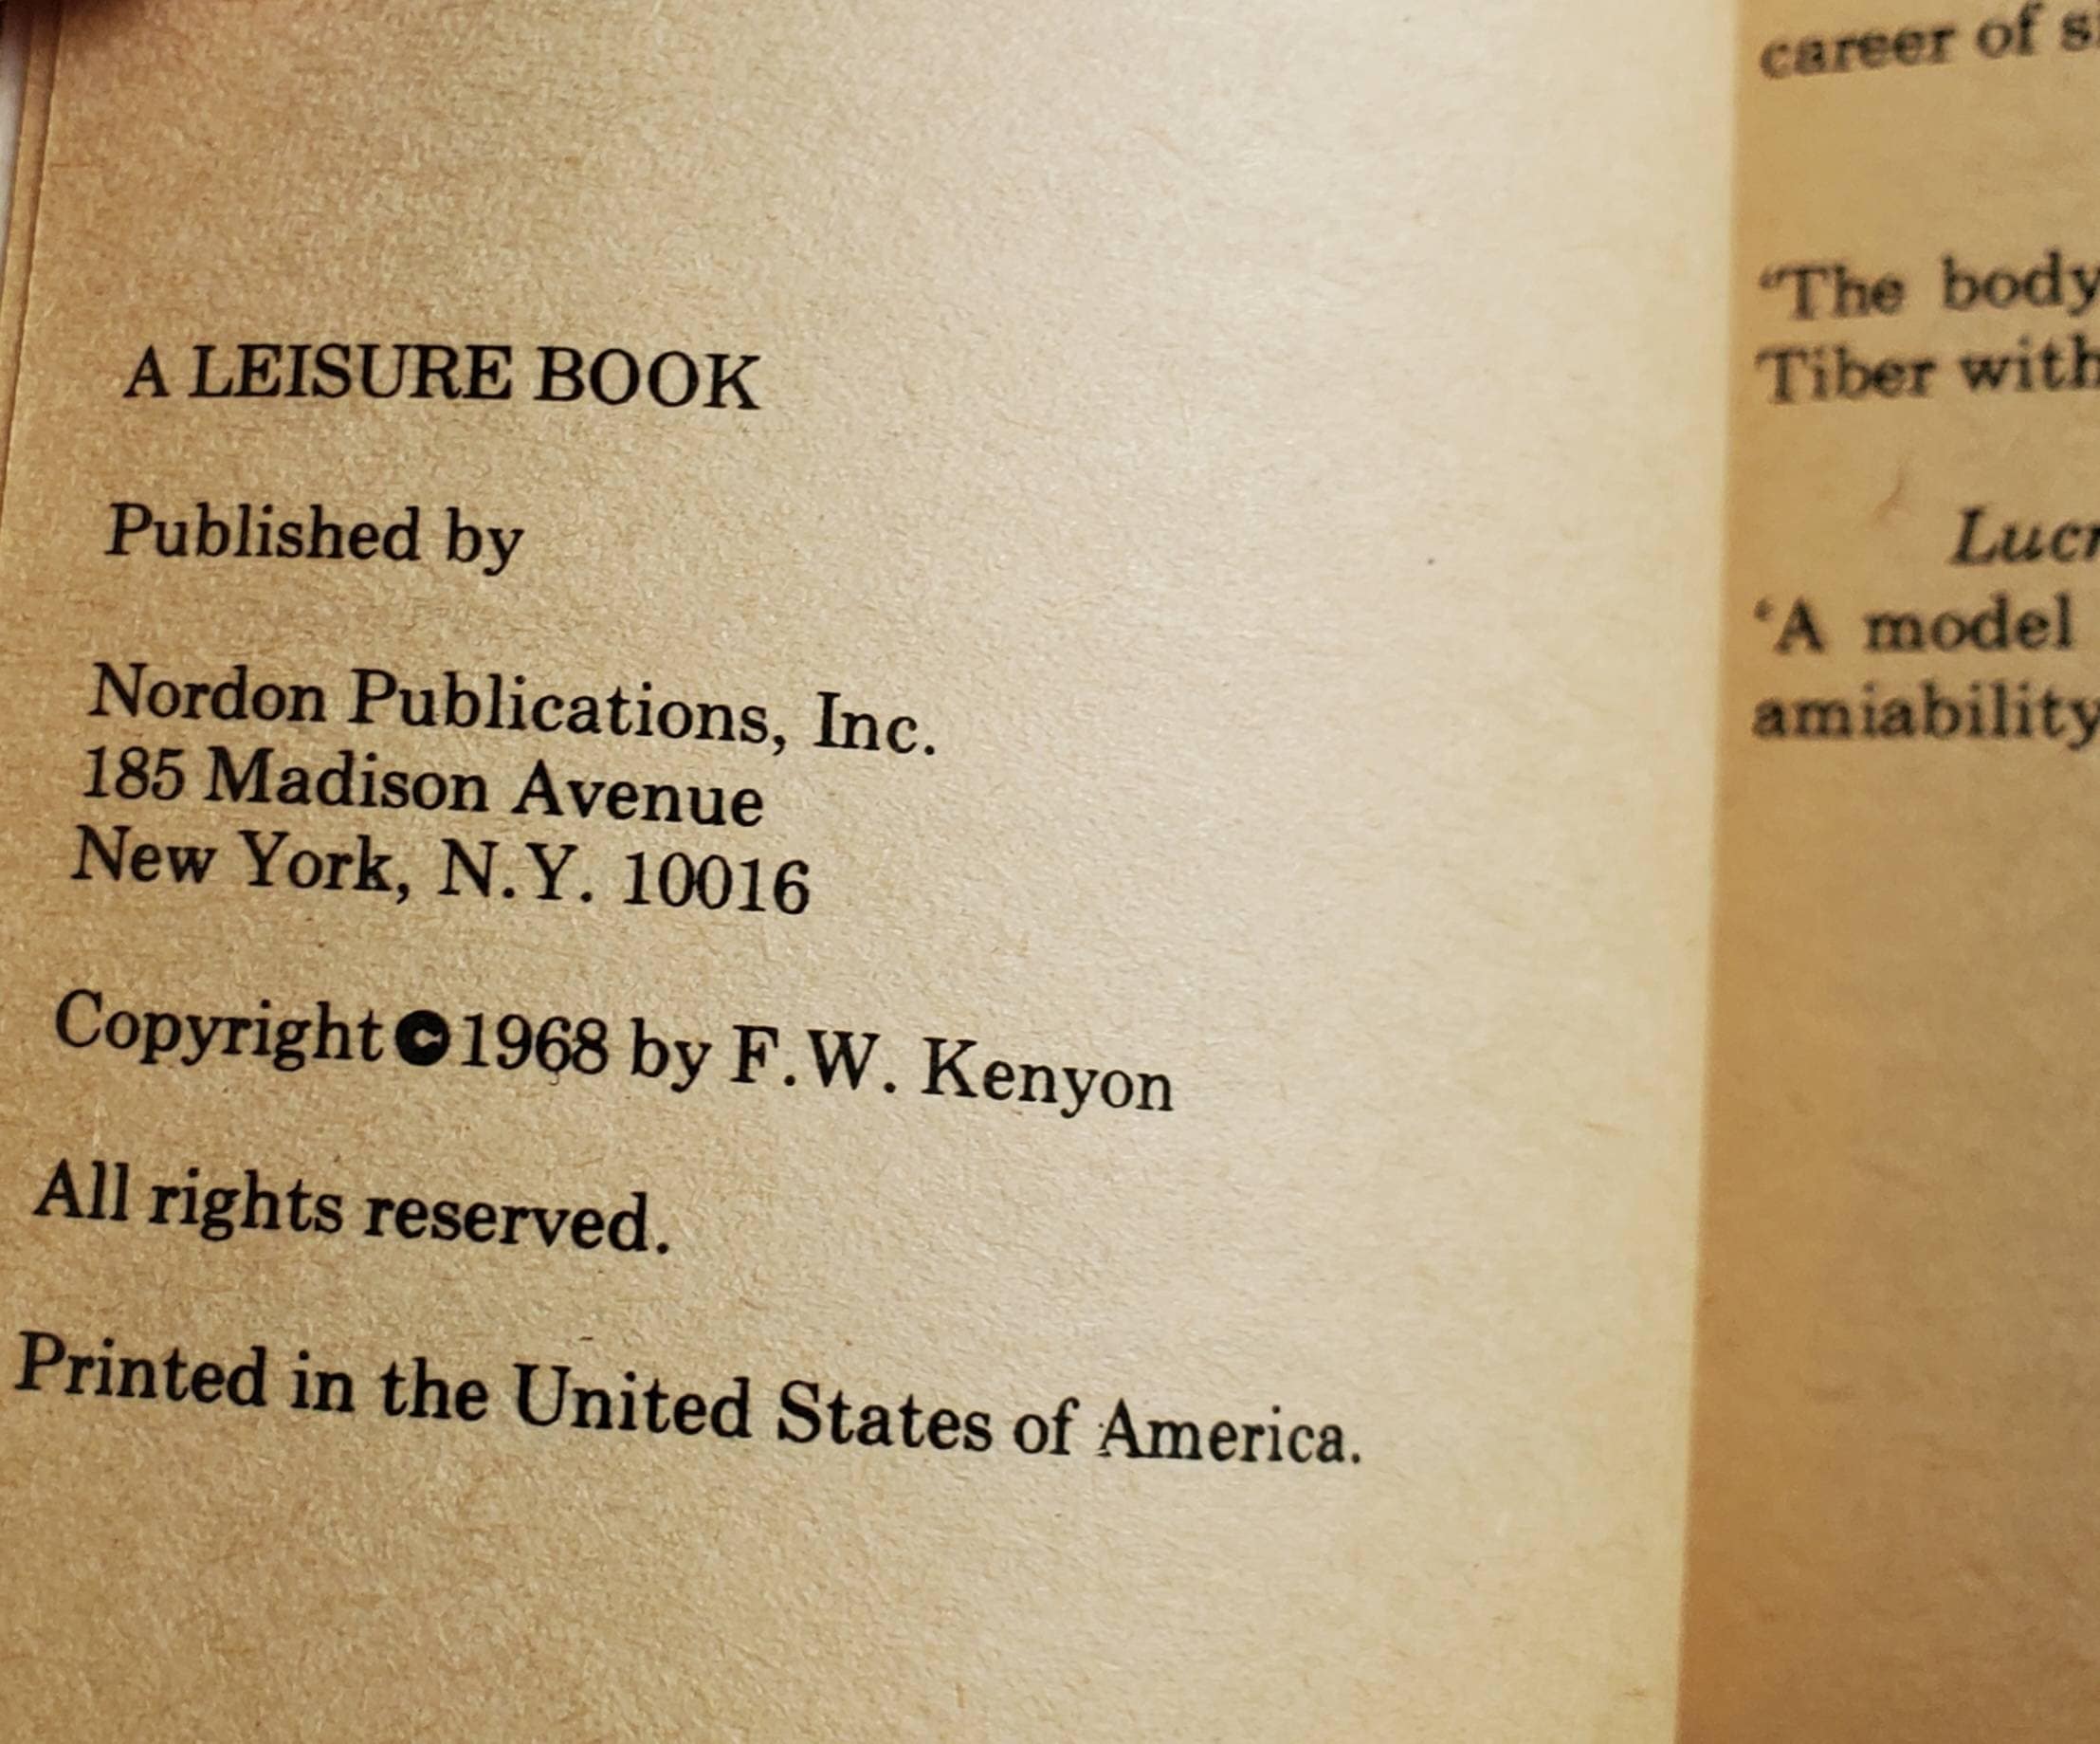 A LEISURE BOOK
Published by
Nordon Publications, Inc.
185 Madison Avenue
New York, N.Y. 10016
Copyright © 1968 by F.W. Kenyon
All rights reserved.
Printed in the United States of America.
career of
"The body
Tiber with
'A model
amiability